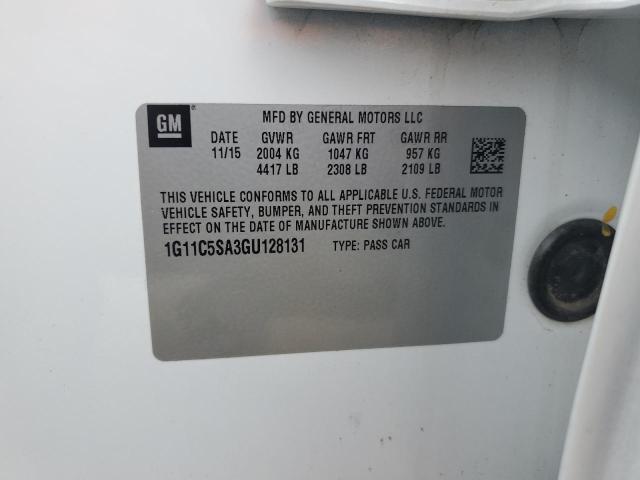 GM
MFD BY GENERAL MOTORS LLC
DATE GVWR GAWR FRT GAWR RR
11/15 2004 KG 1047 KG 957 KG
4417 LB 2308 LB 2109 LB
THIS VEHICLE CONFORMS TO ALL APPLICABLE U.S. FEDERAL MOTOR
VEHICLE SAFETY, BUMPER, AND THEFT PREVENTION STANDARDS IN
EFFECT ON THE DATE OF MANUFACTURE SHOWN ABOVE.
1G11C5SA3GU128131 TYPE: PASS CAR